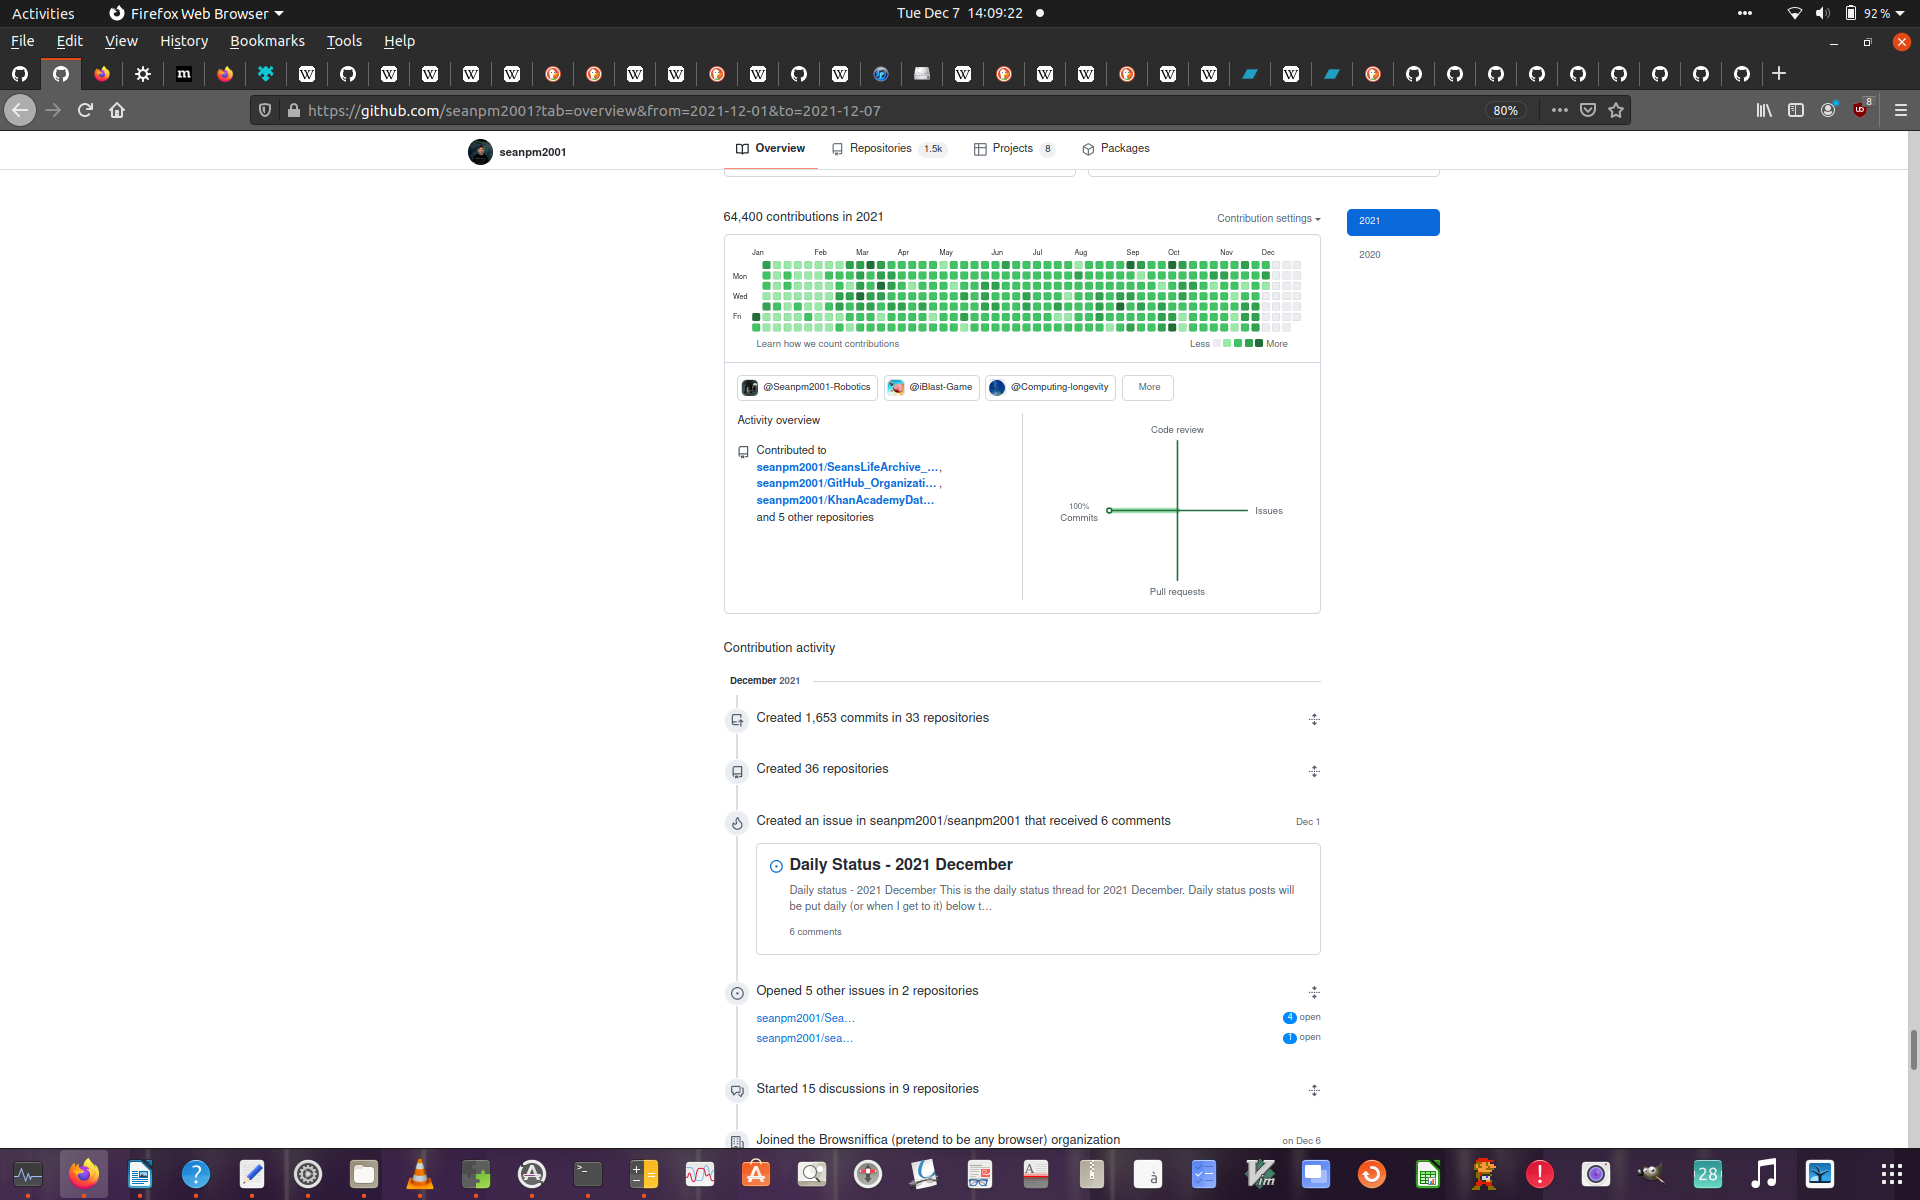 Activities
Firefox Web Browser
Tue Dec 7 14:09:22
92 %
File Edit View History Bookmarks Tools Help
https://github.com/seanpm2001?tab=overview&from=2021-12-01&to=2021-12-07
80%
8
seanpm2001
Overview
Repositories 1.5k
Projects 8
Packages
64,400 contributions in 2021
Contribution settings
2021
2020
Jan Feb Mar Apr May Jun Jul Aug Sep Oct Nov Dec
Mon
Wed
Fri
Learn how we count contributions
Less More
@Seanpm2001-Robotics
@iBlast-Game
@Computing-longevity
More
Activity overview
Contributed to
seanpm2001/SeansLifeArchive_…,
seanpm2001/GitHub_Organizati… ,
seanpm2001/KhanAcademyDat…
and 5 other repositories
Code review
100%
Commits
Issues
Pull requests
Contribution activity
December 2021
Created 1,653 commits in 33 repositories
Created 36 repositories
Created an issue in seanpm2001/seanpm2001 that received 6 comments
Dec 1
Daily Status - 2021 December
Daily status - 2021 December This is the daily status thread for 2021 December. Daily status posts will
be put daily (or when I get to it) below t…
6 comments
Opened 5 other issues in 2 repositories
seanpm2001/Sea…
4 open
seanpm2001/sea…
1 open
Started 15 discussions in 9 repositories
Joined the Browsniffica (pretend to be any browser) organization
on Dec 6
28